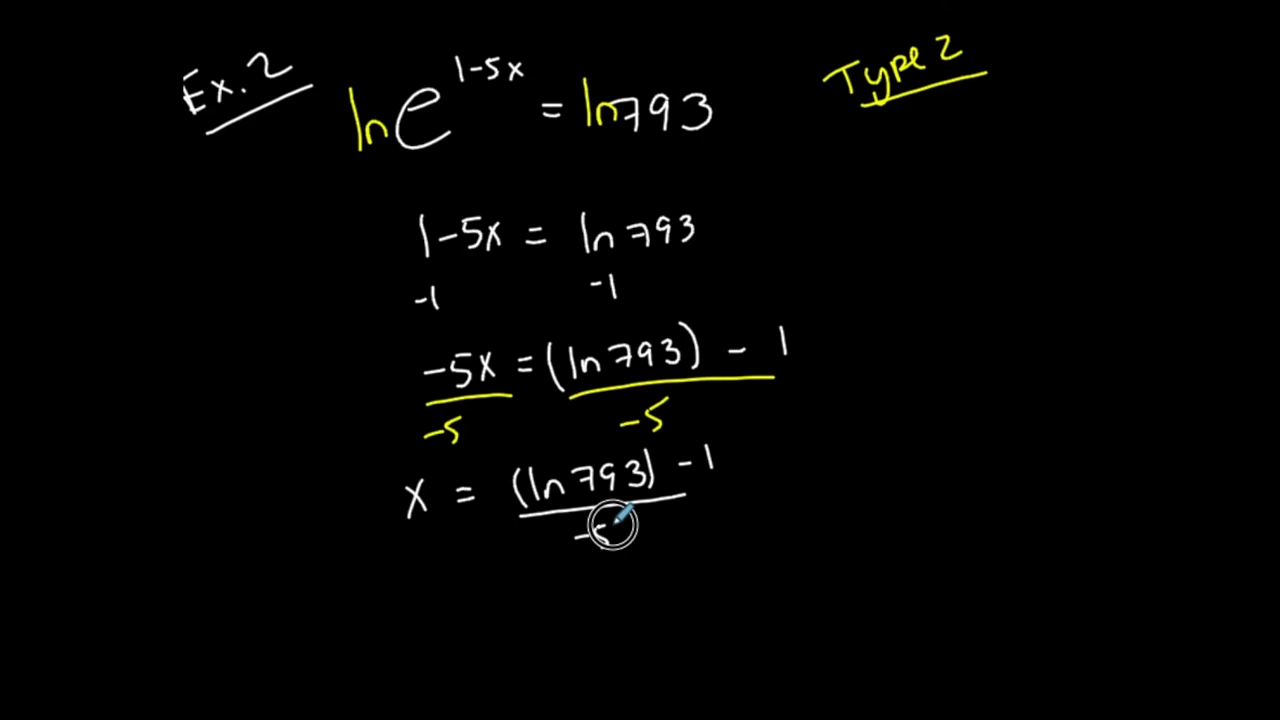 Ex. 2
ln e^(1-5x) = ln 793
Type 2
1-5x = ln 793
-1 -1
-5x = (ln 793) - 1
-5 -5
x = (ln 793) - 1
-5